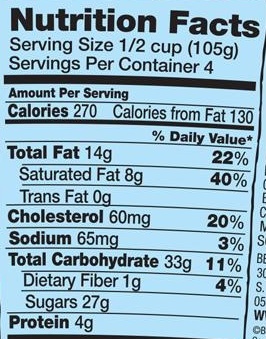 Nutrition Facts
Serving Size 1/2 cup (105g)
Servings Per Container 4
Amount Per Serving
Calories 270 Calories from Fat 130
% Daily Value*
Total Fat 14g 22%
Saturated Fat 8g 40%
Trans Fat 0g
Cholesterol 60mg 20%
Sodium 65mg 3%
Total Carbohydrate 33g 11%
Dietary Fiber 1g 4%
Sugars 27g
Protein 4g